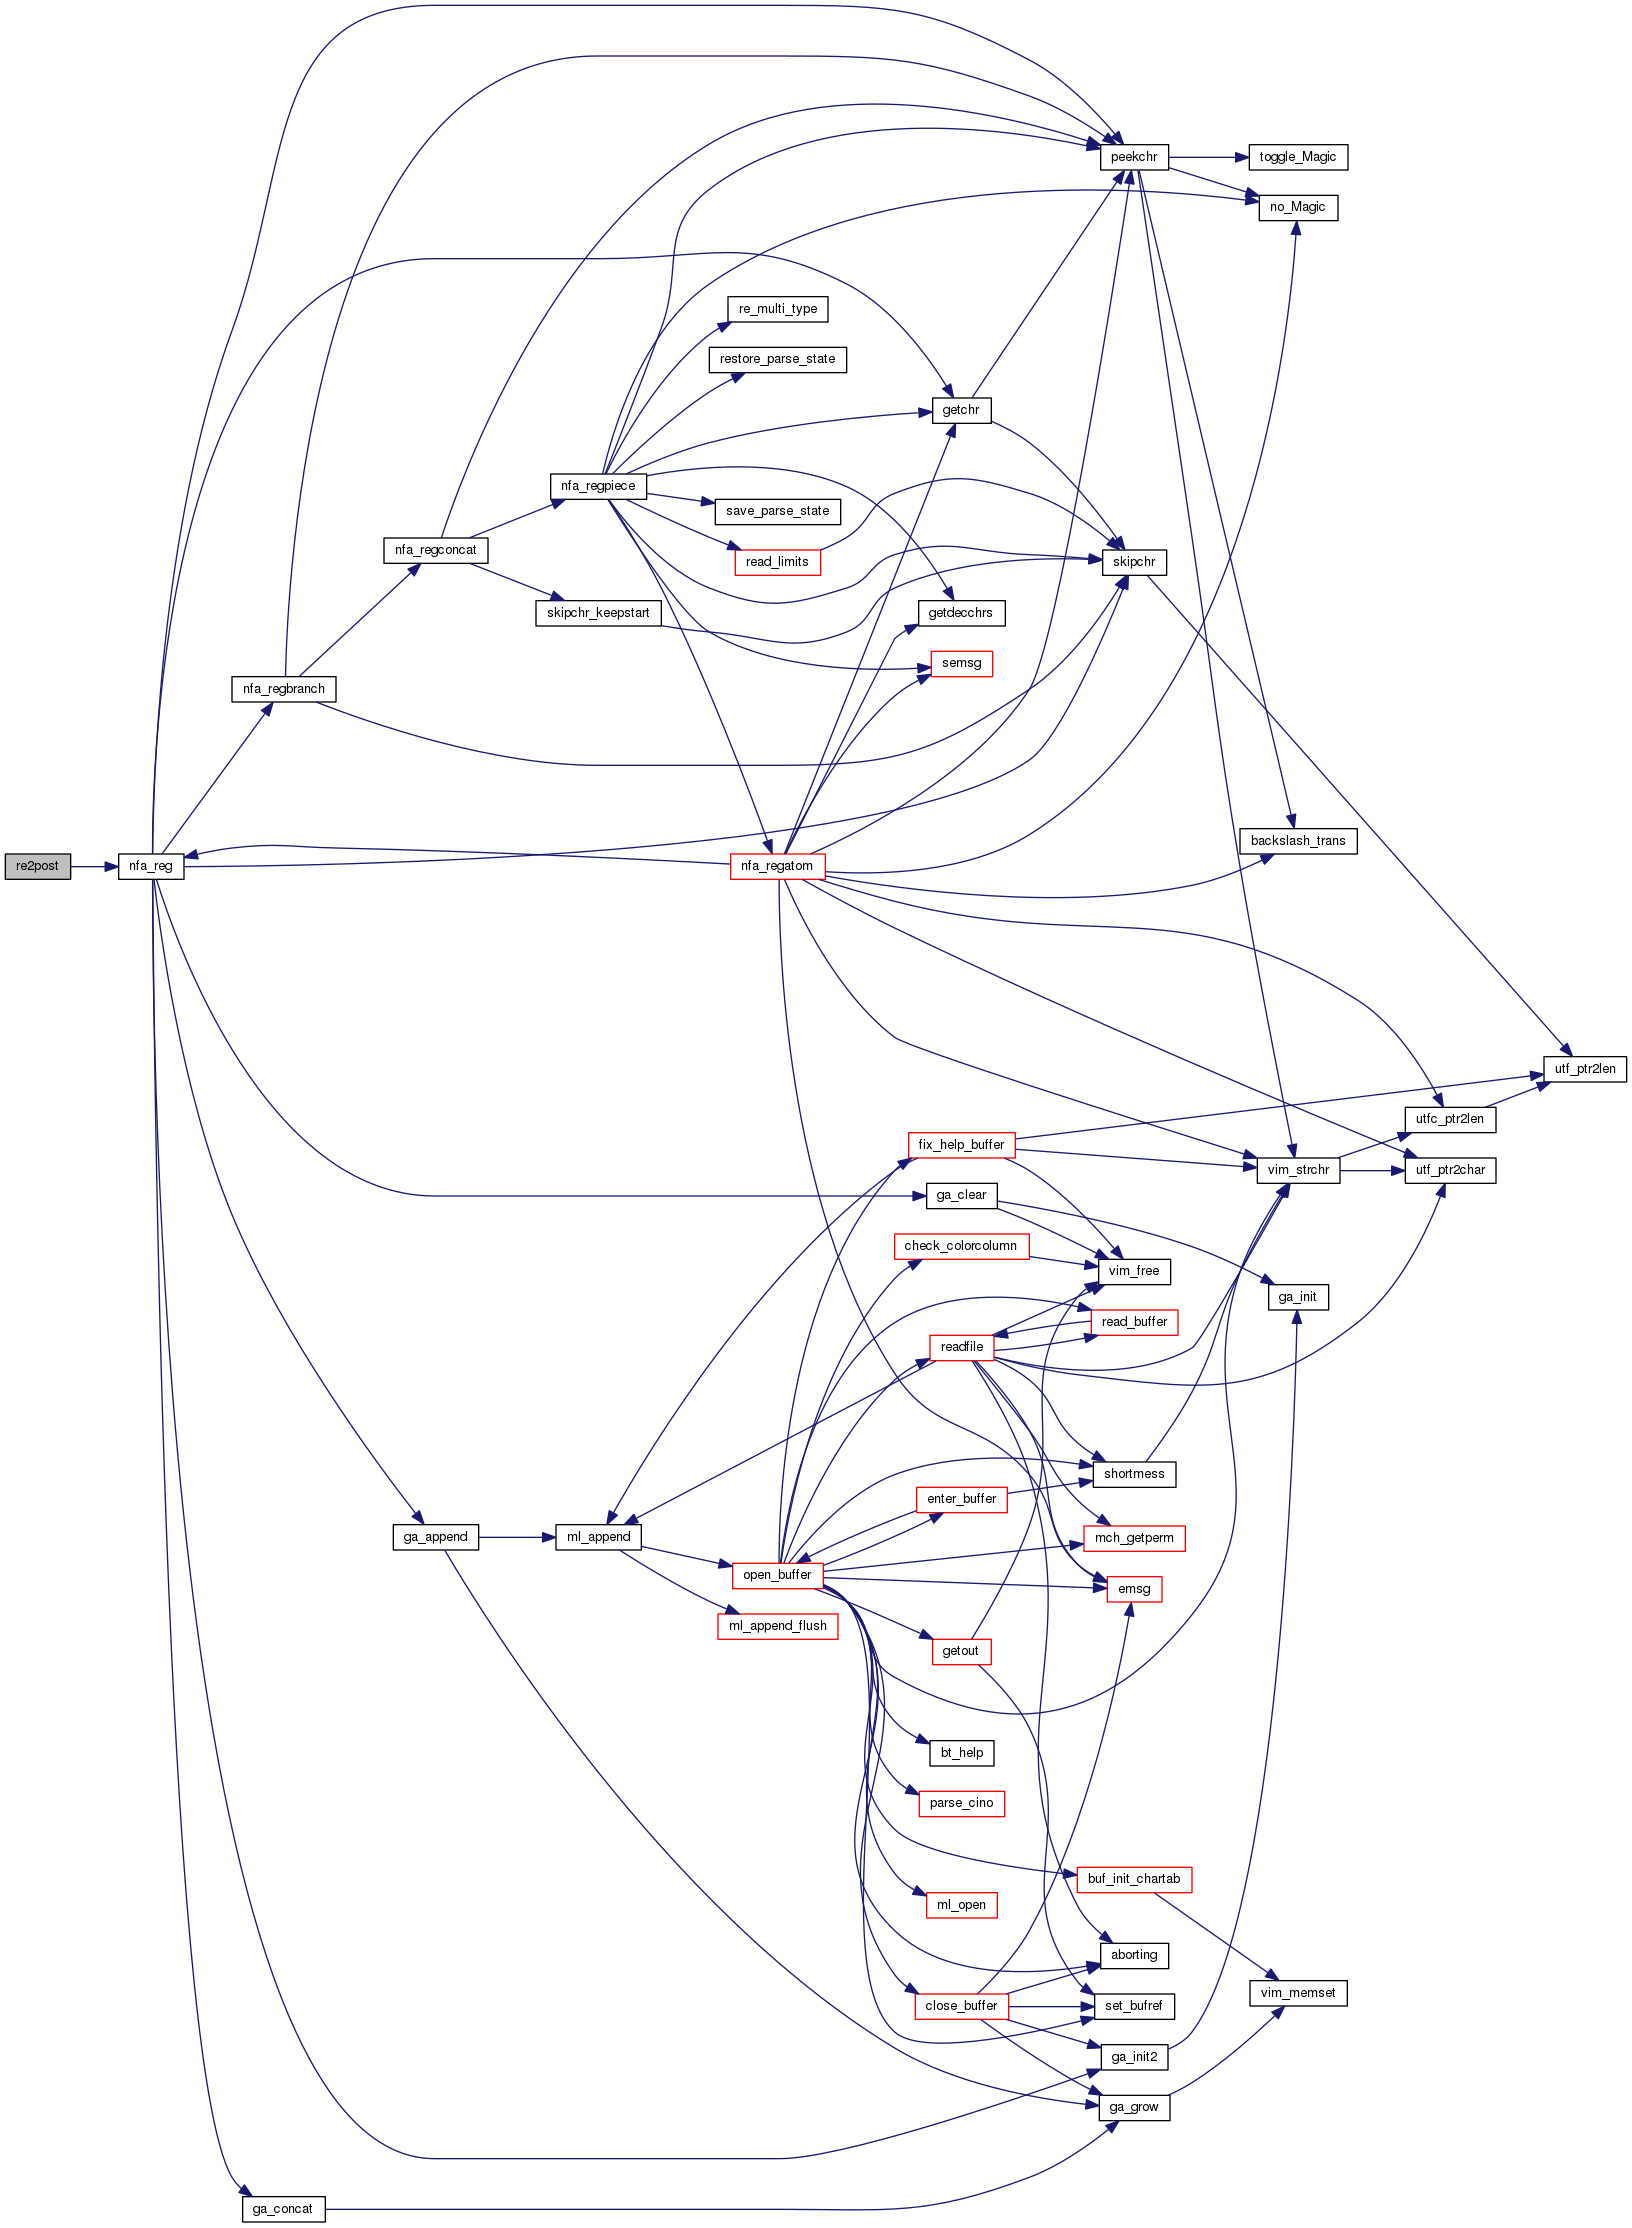 peekchr
toggle_Magic
no_Magic
re_multi_type
restore_parse_state
getchr
nfa_regpiece
save_parse_state
nfa_regconcat
read_limits
skipchr
skipchr_keepstart
getdecchrs
semsg
nfa_regbranch
backslash_trans
re2post
nfa_reg
nfa_regatom
utf_ptr2len
utfc_ptr2len
fix_help_buffer
vim_strchr
utf_ptr2char
ga_clear
check_colorcolumn
vim_free
ga_init
read_buffer
readfile
shortmess
enter_buffer
ga_append
ml_append
mch_getperm
open_buffer
emsg
ml_append_flush
getout
bt_help
parse_cino
buf_init_chartab
ml_open
aborting
vim_memset
close_buffer
set_bufref
ga_init2
ga_grow
ga_concat